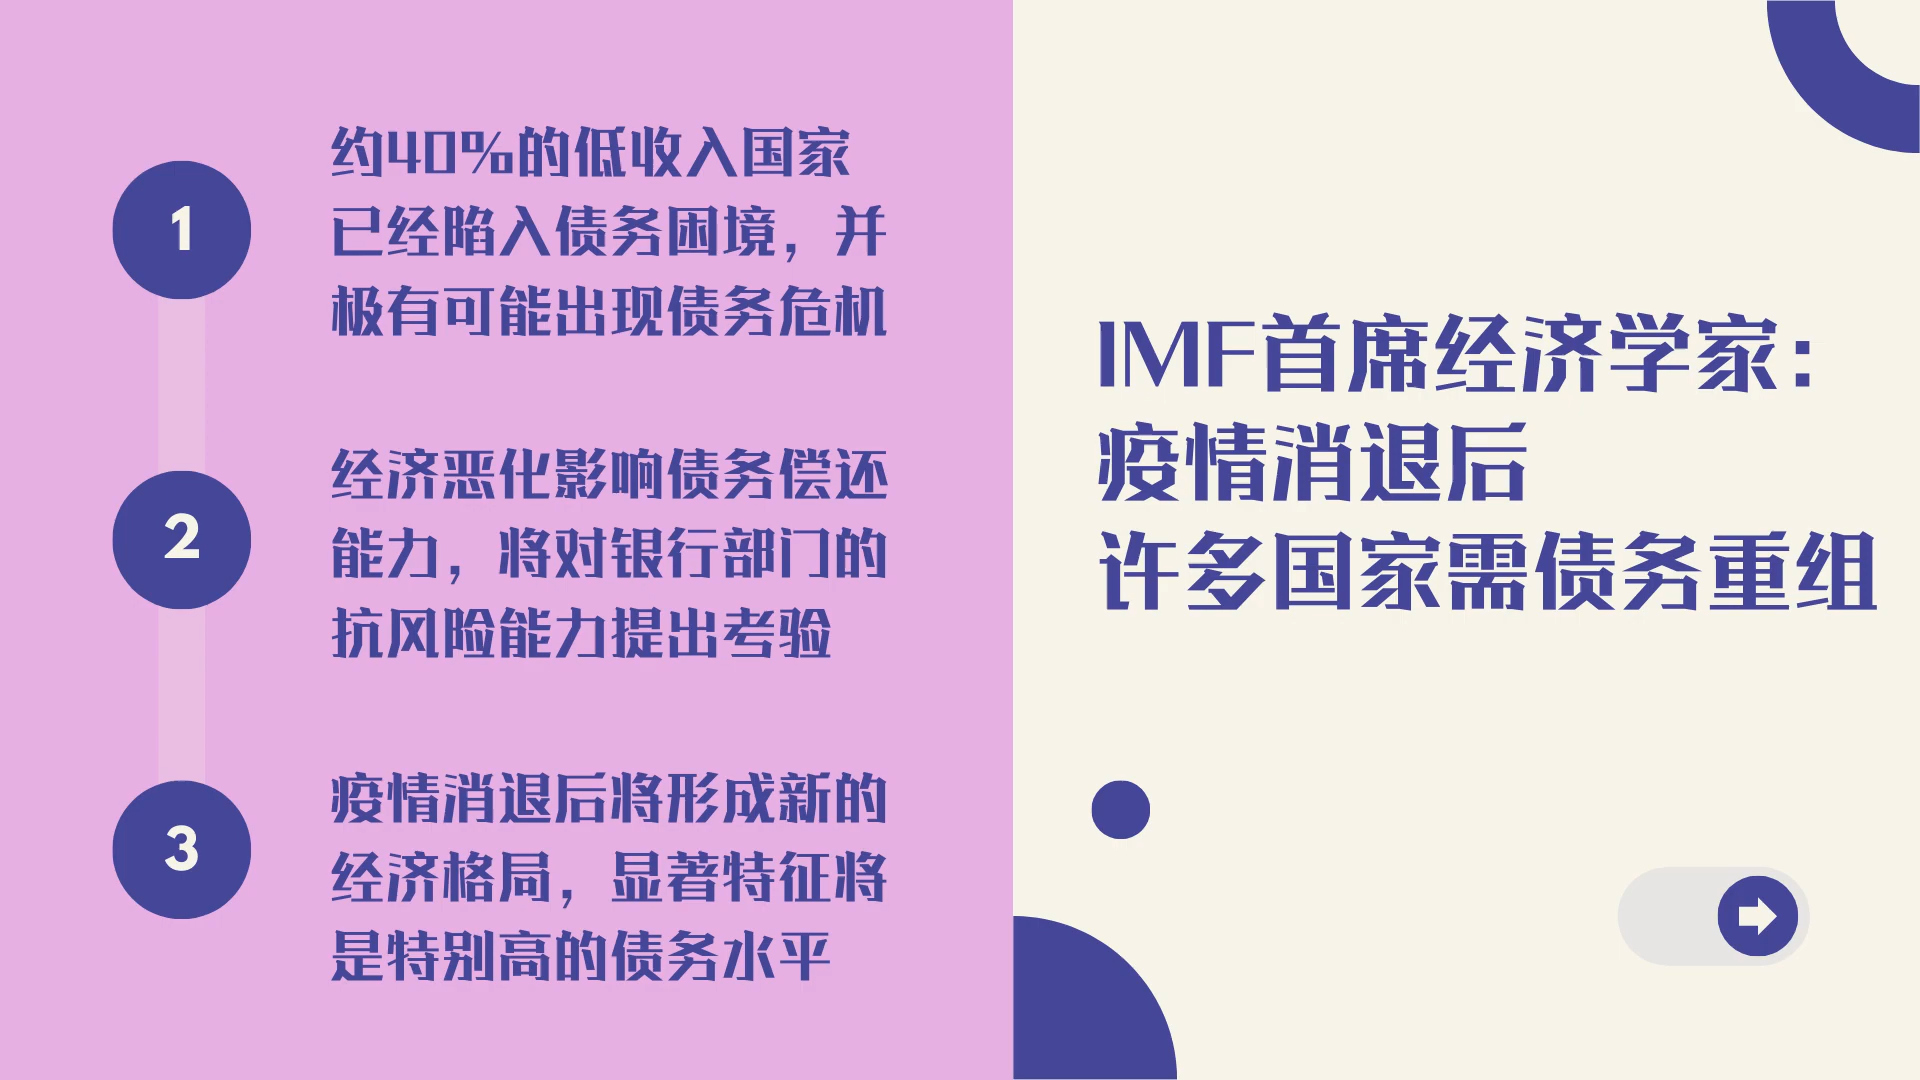 1
约40%的低收入国家
已经陷入债务困境，并
极有可能出现债务危机
2
经济恶化影响债务偿还
能力，将对银行部门的
抗风险能力提出考验
3
疫情消退后将形成新的
经济格局，显著特征将
是特别高的债务水平
IMF首席经济学家：
疫情消退后
许多国家需债务重组